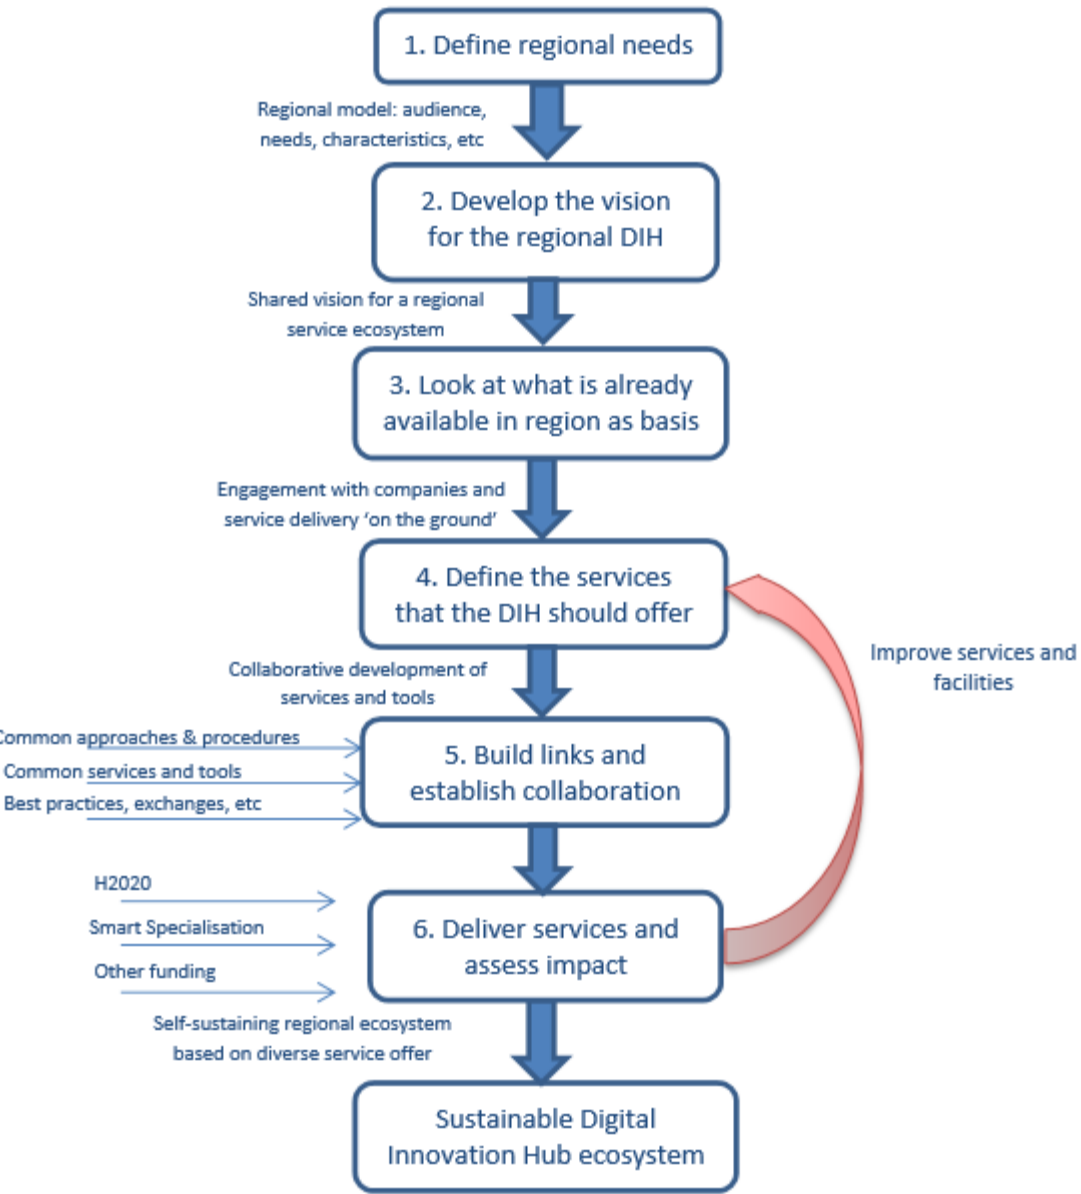 1. Define regional needs
Regional model: audience,
needs, characteristics, etc
2. Develop the vision
for the regional DIH
Shared vision for a regional
service ecosystem
3. Look at what is already
available in region as basis
Engagement with companies and
service delivery ‘on the ground’
4. Define the services
that the DIH should offer
Improve services and
facilities
Collaborative development of
services and tools
Common approaches & procedures
Common services and tools
Best practices, exchanges, etc
5. Build links and
establish collaboration
H2020
Smart Specialisation
Other funding
6. Deliver services and
assess impact
Self-sustaining regional ecosystem
based on diverse service offer
Sustainable Digital
Innovation Hub ecosystem